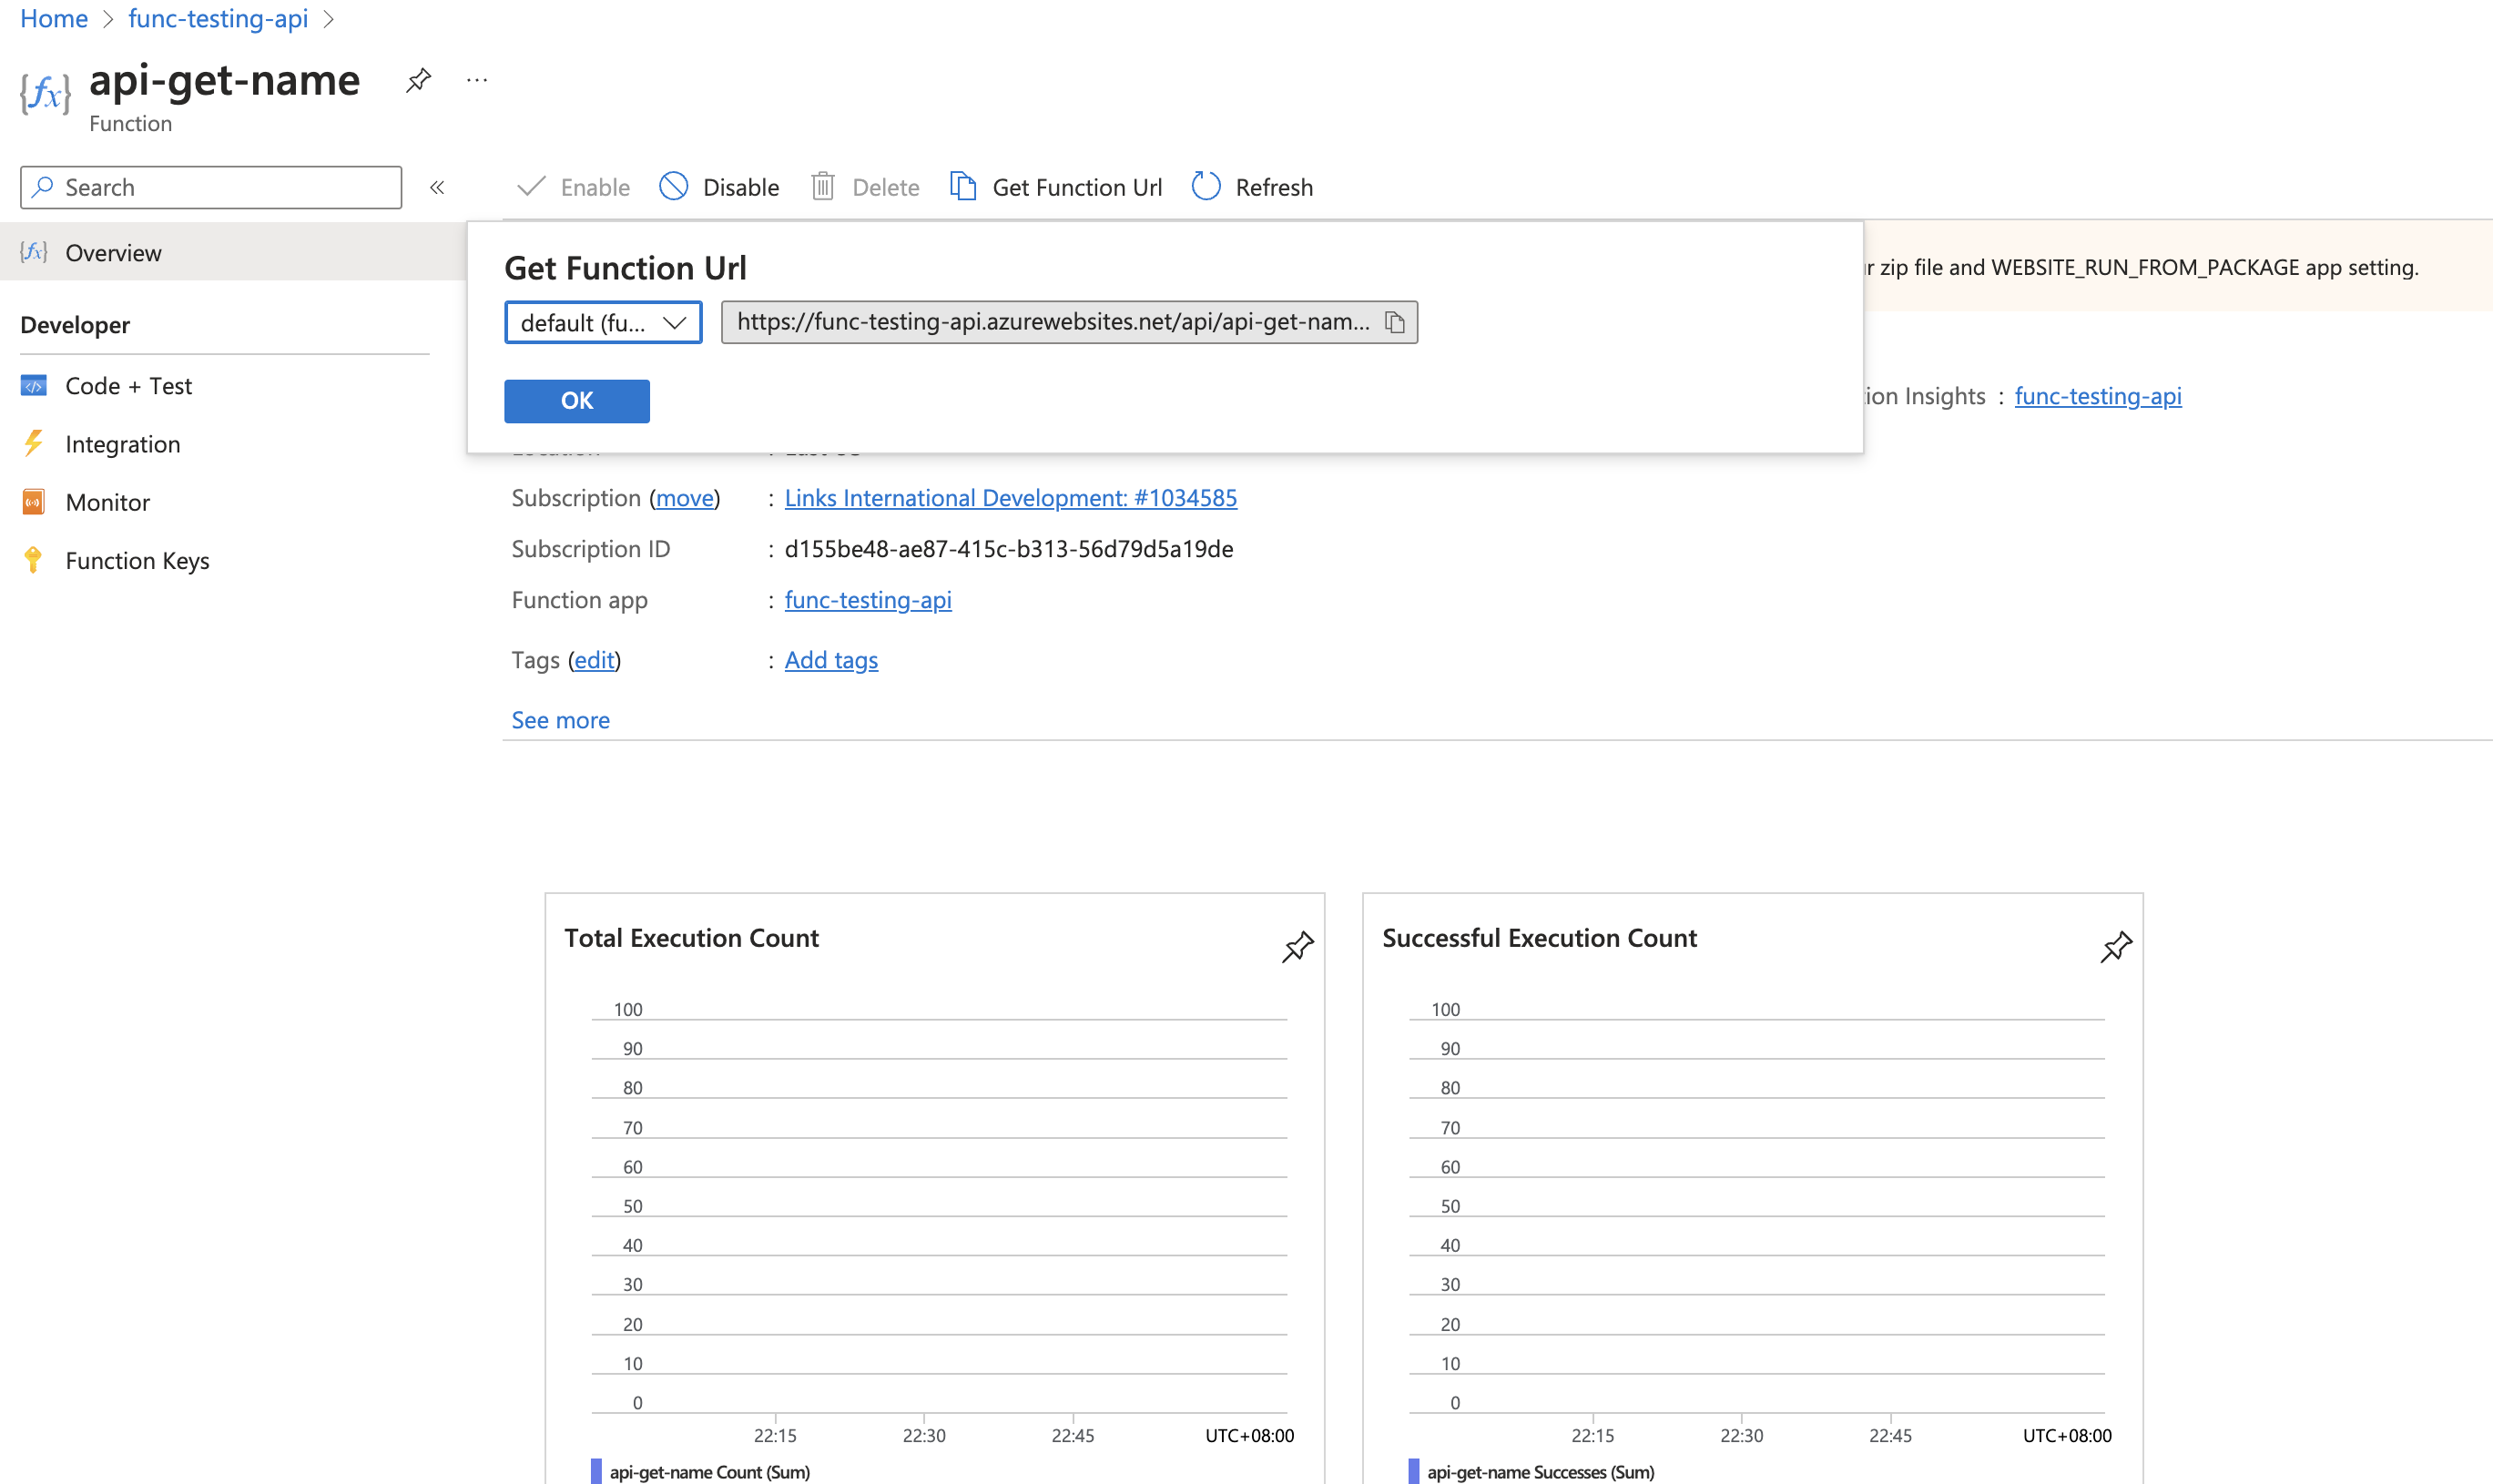 Home > func-testing-api >
{fx} api-get-name ...
Function
Search «
Enable Disable Delete Get Function Url Refresh
{fx} Overview
Get Function Url
r zip file and WEBSITE_RUN_FROM_PACKAGE app setting.
default (fu... https://func-testing-api.azurewebsites.net/api/api-get-nam...
OK
ion Insights : func-testing-api
Developer
Code + Test
Integration
Monitor
Function Keys
Subscription (move) : Links International Development: #1034585
Subscription ID : d155be48-ae87-415c-b313-56d79d5a19de
Function app : func-testing-api
Tags (edit) : Add tags
See more
Total Execution Count
100
90
80
70
60
50
40
30
20
10
0
22:15 22:30 22:45 UTC+08:00
api-get-name Count (Sum)
Successful Execution Count
100
90
80
70
60
50
40
30
20
10
0
22:15 22:30 22:45 UTC+08:00
api-get-name Successes (Sum)